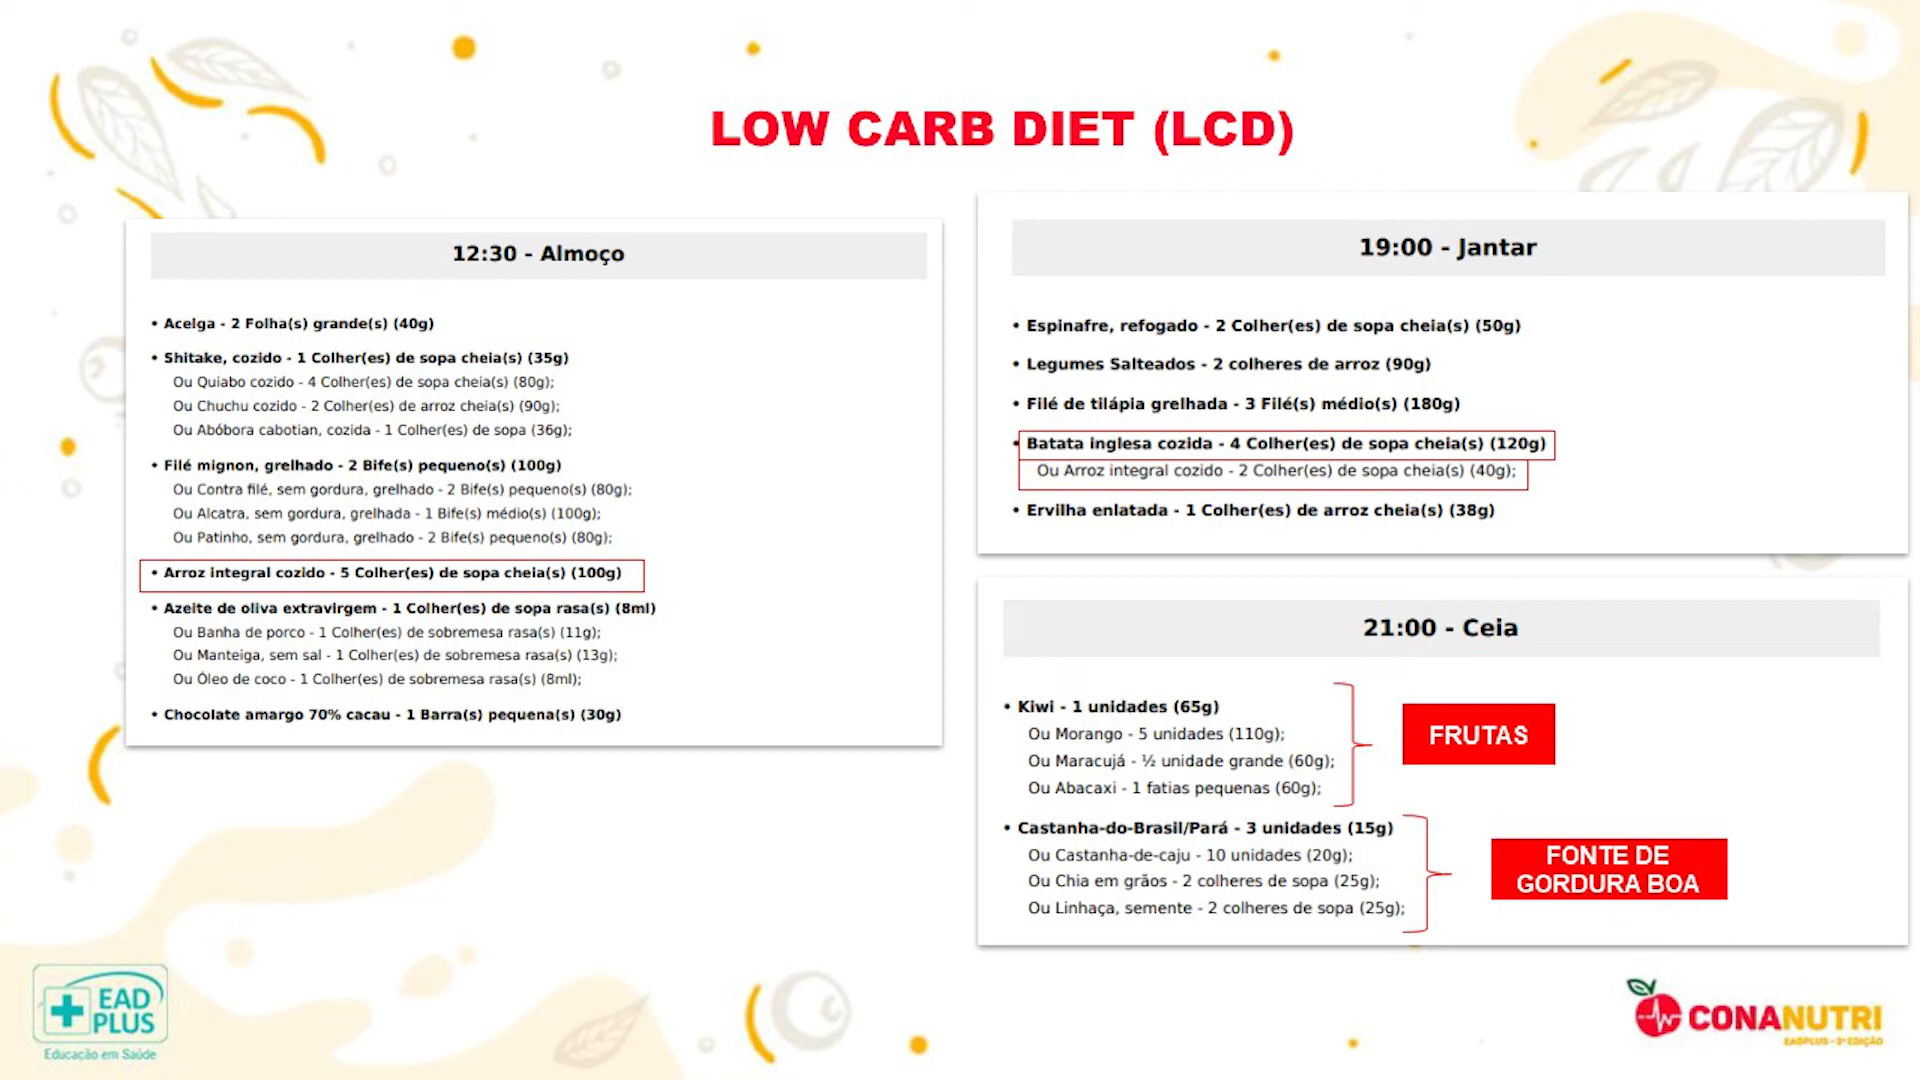 LOW CARB DIET (LCD)
12:30 - Almoço
• Acelga - 2 Folha(s) grande(s) (40g)
• Shitake, cozido - 1 Colher(es) de sopa cheia(s) (35g)
Ou Quiabo cozido - 4 Colher(es) de sopa cheia(s) (80g);
Ou Chuchu cozido - 2 Colher(es) de arroz cheia(s) (90g);
Ou Abóbora cabotian, cozida - 1 Colher(es) de sopa (36g);
• Filé mignon, grelhado - 2 Bife(s) pequeno(s) (100g)
Ou Contra filé, sem gordura, grelhado - 2 Bife(s) pequeno(s) (80g);
Ou Alcatra, sem gordura, grelhada - 1 Bife(s) médio(s) (100g);
Ou Patinho, sem gordura, grelhado - 2 Bife(s) pequeno(s) (80g);
• Arroz integral cozido - 5 Colher(es) de sopa cheia(s) (100g)
• Azeite de oliva extravirgem - 1 Colher(es) de sopa rasa(s) (8ml)
Ou Banha de porco - 1 Colher(es) de sobremesa rasa(s) (11g);
Ou Manteiga, sem sal - 1 Colher(es) de sobremesa rasa(s) (13g);
Ou Óleo de coco - 1 Colher(es) de sobremesa rasa(s) (8ml);
• Chocolate amargo 70% cacau - 1 Barra(s) pequena(s) (30g)
19:00 - Jantar
• Espinafre, refogado - 2 Colher(es) de sopa cheia(s) (50g)
• Legumes Salteados - 2 colheres de arroz (90g)
• Filé de tilápia grelhada - 3 Filé(s) médio(s) (180g)
• Batata inglesa cozida - 4 Colher(es) de sopa cheia(s) (120g)
Ou Arroz integral cozido - 2 Colher(es) de sopa cheia(s) (40g);
• Ervilha enlatada - 1 Colher(es) de arroz cheia(s) (38g)
21:00 - Ceia
• Kiwi - 1 unidades (65g)
Ou Morango - 5 unidades (110g);
Ou Maracujá - ½ unidade grande (60g);
Ou Abacaxi - 1 fatias pequenas (60g);
FRUTAS
• Castanha-do-Brasil/Pará - 3 unidades (15g)
Ou Castanha-de-caju - 10 unidades (20g);
Ou Chia em grãos - 2 colheres de sopa (25g);
Ou Linhaça, semente - 2 colheres de sopa (25g);
FONTE DE
GORDURA BOA
EAD
PLUS
Educação em Saúde
CONANUTRI
EADPLUS - 3ª EDIÇÃO